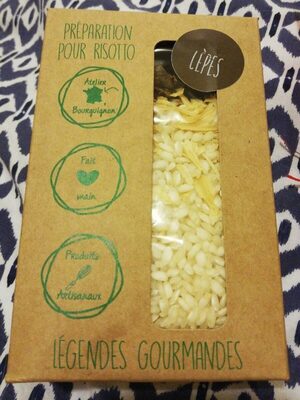 PRÉPARATION
POUR RISOTTO
CÈPES
Atelier
Bourguignon
Fait
main
Produits
Artisanaux
LÉGENDES GOURMANDES